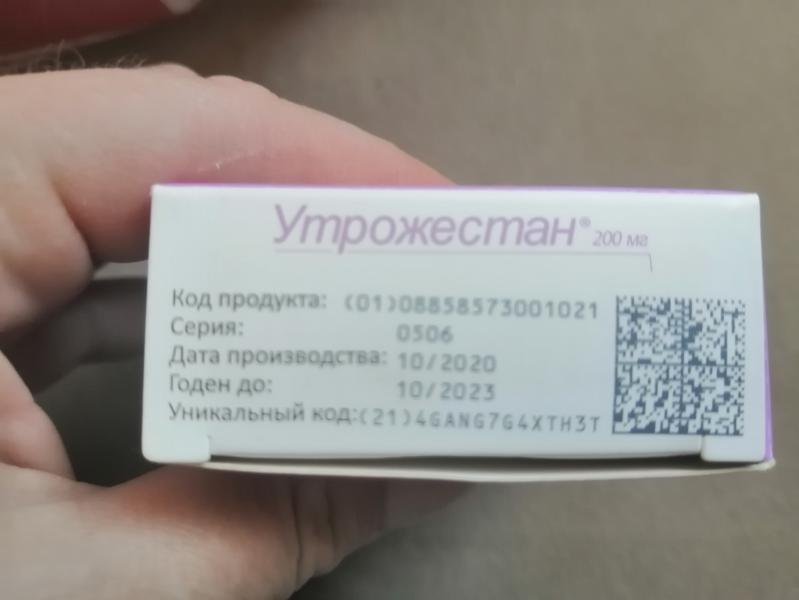 Утрожестан® 200 мг
Код продукта: (01)08858573001021
Серия: 0506
Дата производства: 10/2020
Годен до: 10/2023
Уникальный код:(21)4GANG7G4XTH3T